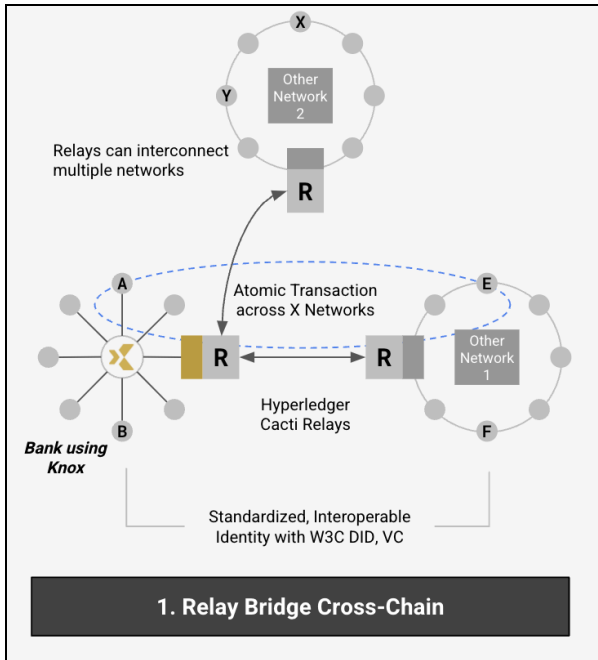 X
Other
Network
2
Y
Relays can interconnect
multiple networks
R
A
Atomic Transaction
across X Networks
E
R
R
Other
Network
1
Hyperledger
Cacti Relays
B
F
Bank using
Knox
Standardized, Interoperable
Identity with W3C DID, VC
1. Relay Bridge Cross-Chain